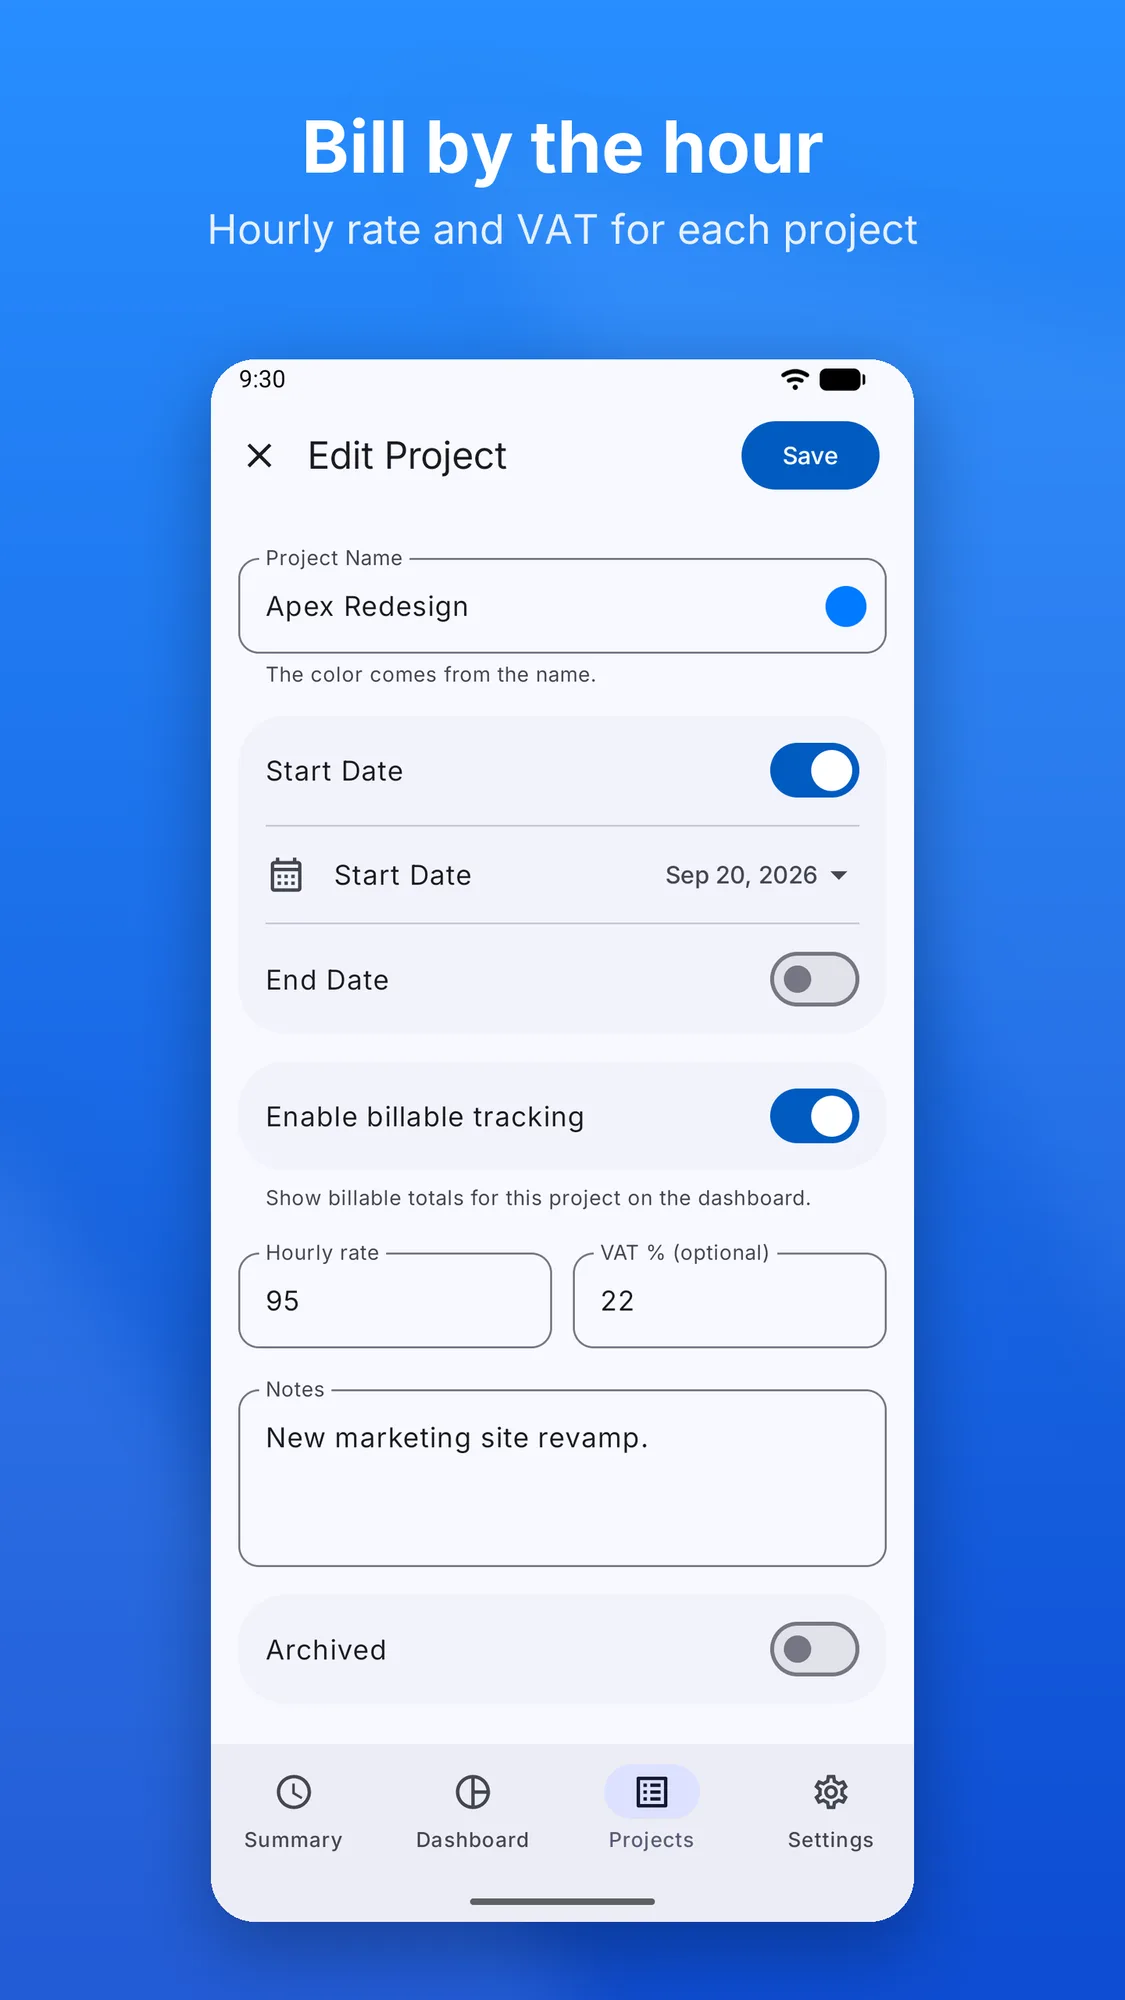 Bill by the hour
Hourly rate and VAT for each project
9:30
Edit Project
Save
Project Name
Apex Redesign
The color comes from the name.
Start Date
Start Date
Sep 20, 2026
End Date
Enable billable tracking
Show billable totals for this project on the dashboard.
Hourly rate
VAT % (optional)
95
22
Notes
New marketing site revamp.
Archived
Summary
Dashboard
Projects
Settings